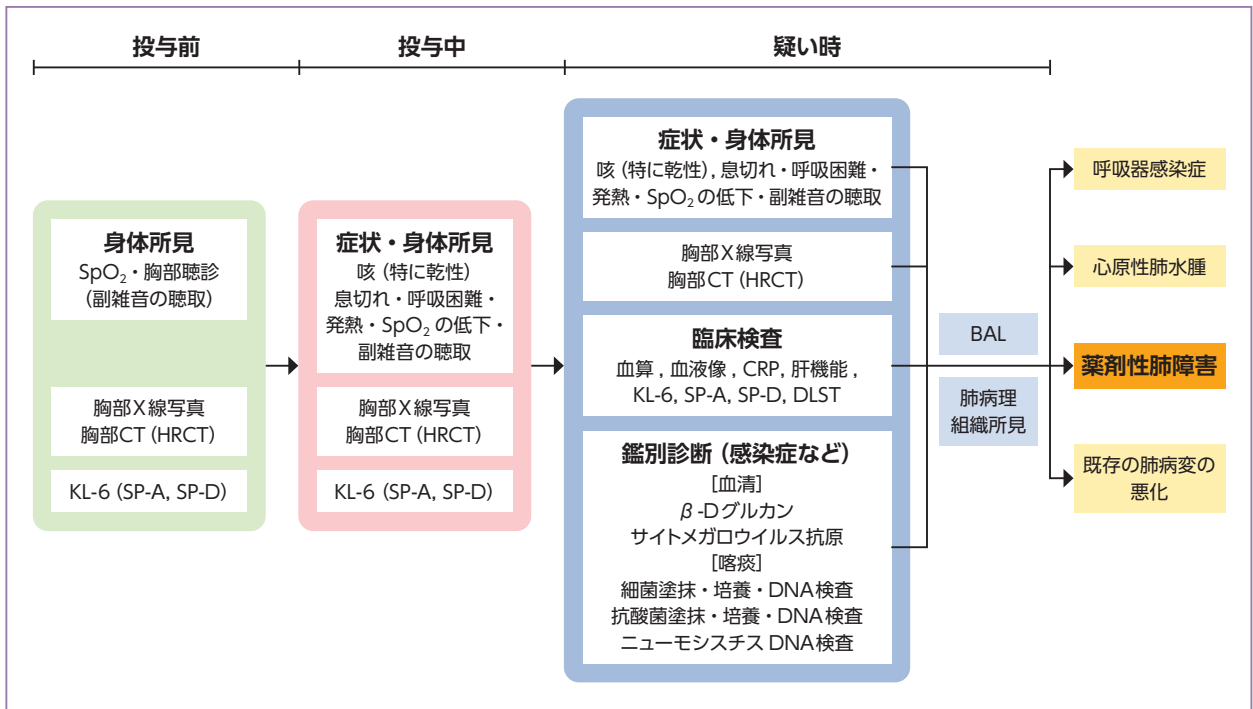 投与前
投与中
疑い時
身体所見
SpO₂・胸部聴診
(副雑音の聴取)
胸部X線写真
胸部CT (HRCT)
KL-6 (SP-A, SP-D)
症状・身体所見
咳 (特に乾性)
息切れ・呼吸困難・
発熱・SpO₂ の低下・
副雑音の聴取
胸部X線写真
胸部CT (HRCT)
KL-6 (SP-A, SP-D)
症状・身体所見
咳 (特に乾性) , 息切れ・呼吸困難・
発熱・SpO₂ の低下・副雑音の聴取
胸部X線写真
胸部CT (HRCT)
臨床検査
血算 , 血液像 , CRP, 肝機能 ,
KL-6, SP-A, SP-D, DLST
鑑別診断 (感染症など)
[血清]
β-Dグルカン
サイトメガロウイルス抗原
[喀痰]
細菌塗抹・培養・DNA検査
抗酸菌塗抹・培養・DNA検査
ニューモシスチス DNA検査
BAL
肺病理
組織所見
呼吸器感染症
心原性肺水腫
薬剤性肺障害
既存の肺病変の
悪化